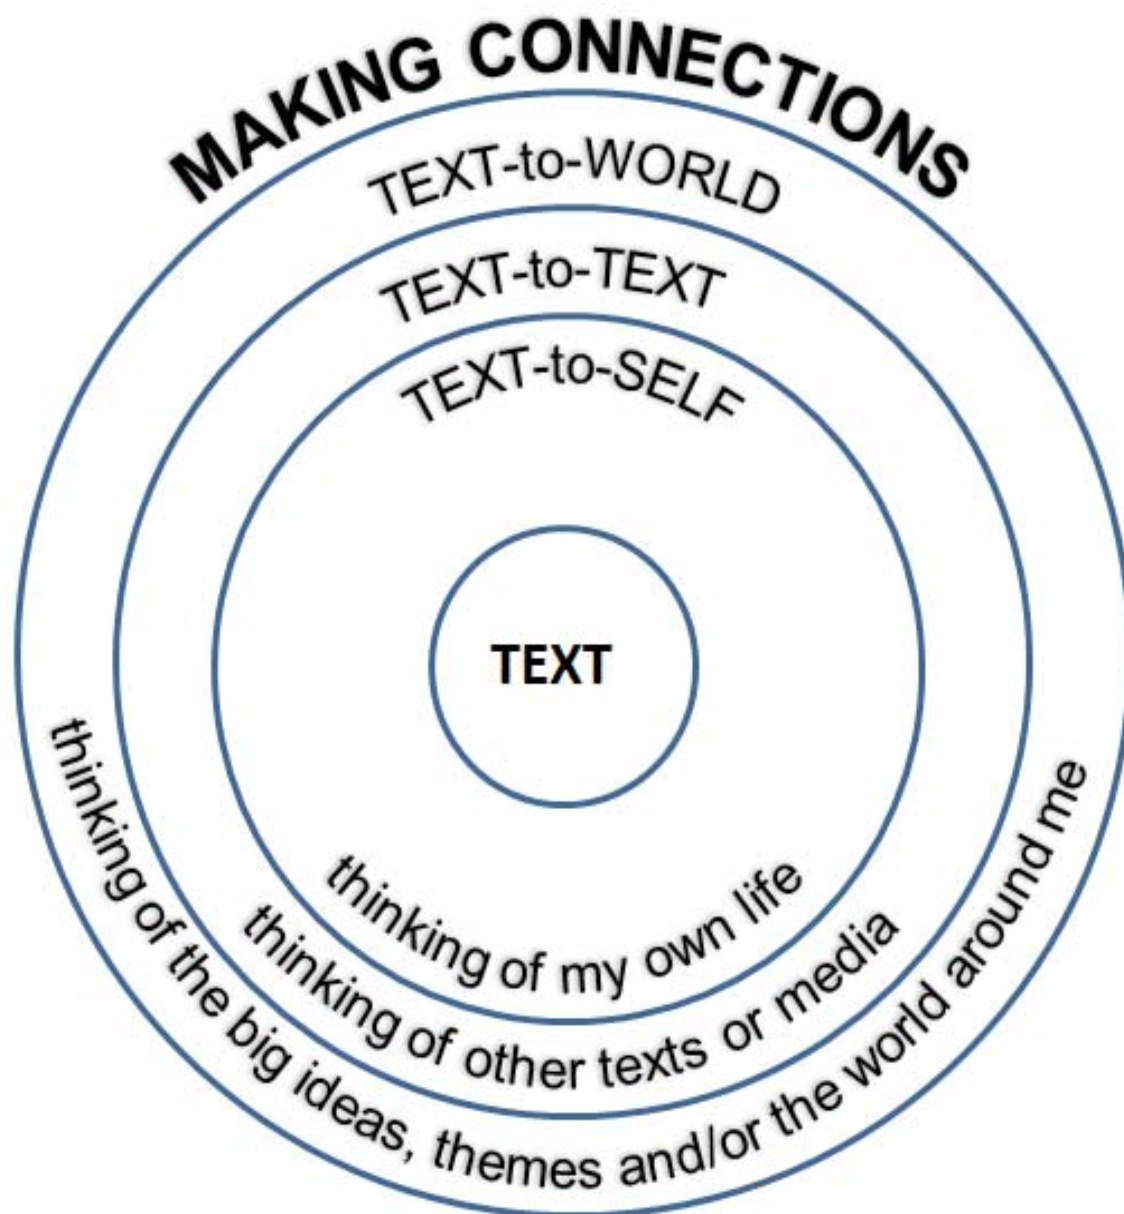 MAKING CONNECTIONS
TEXT-to-WORLD
TEXT-to-TEXT
TEXT-to-SELF
TEXT
thinking of my own life
thinking of other texts or media
thinking of the big ideas, themes and/or the world around me